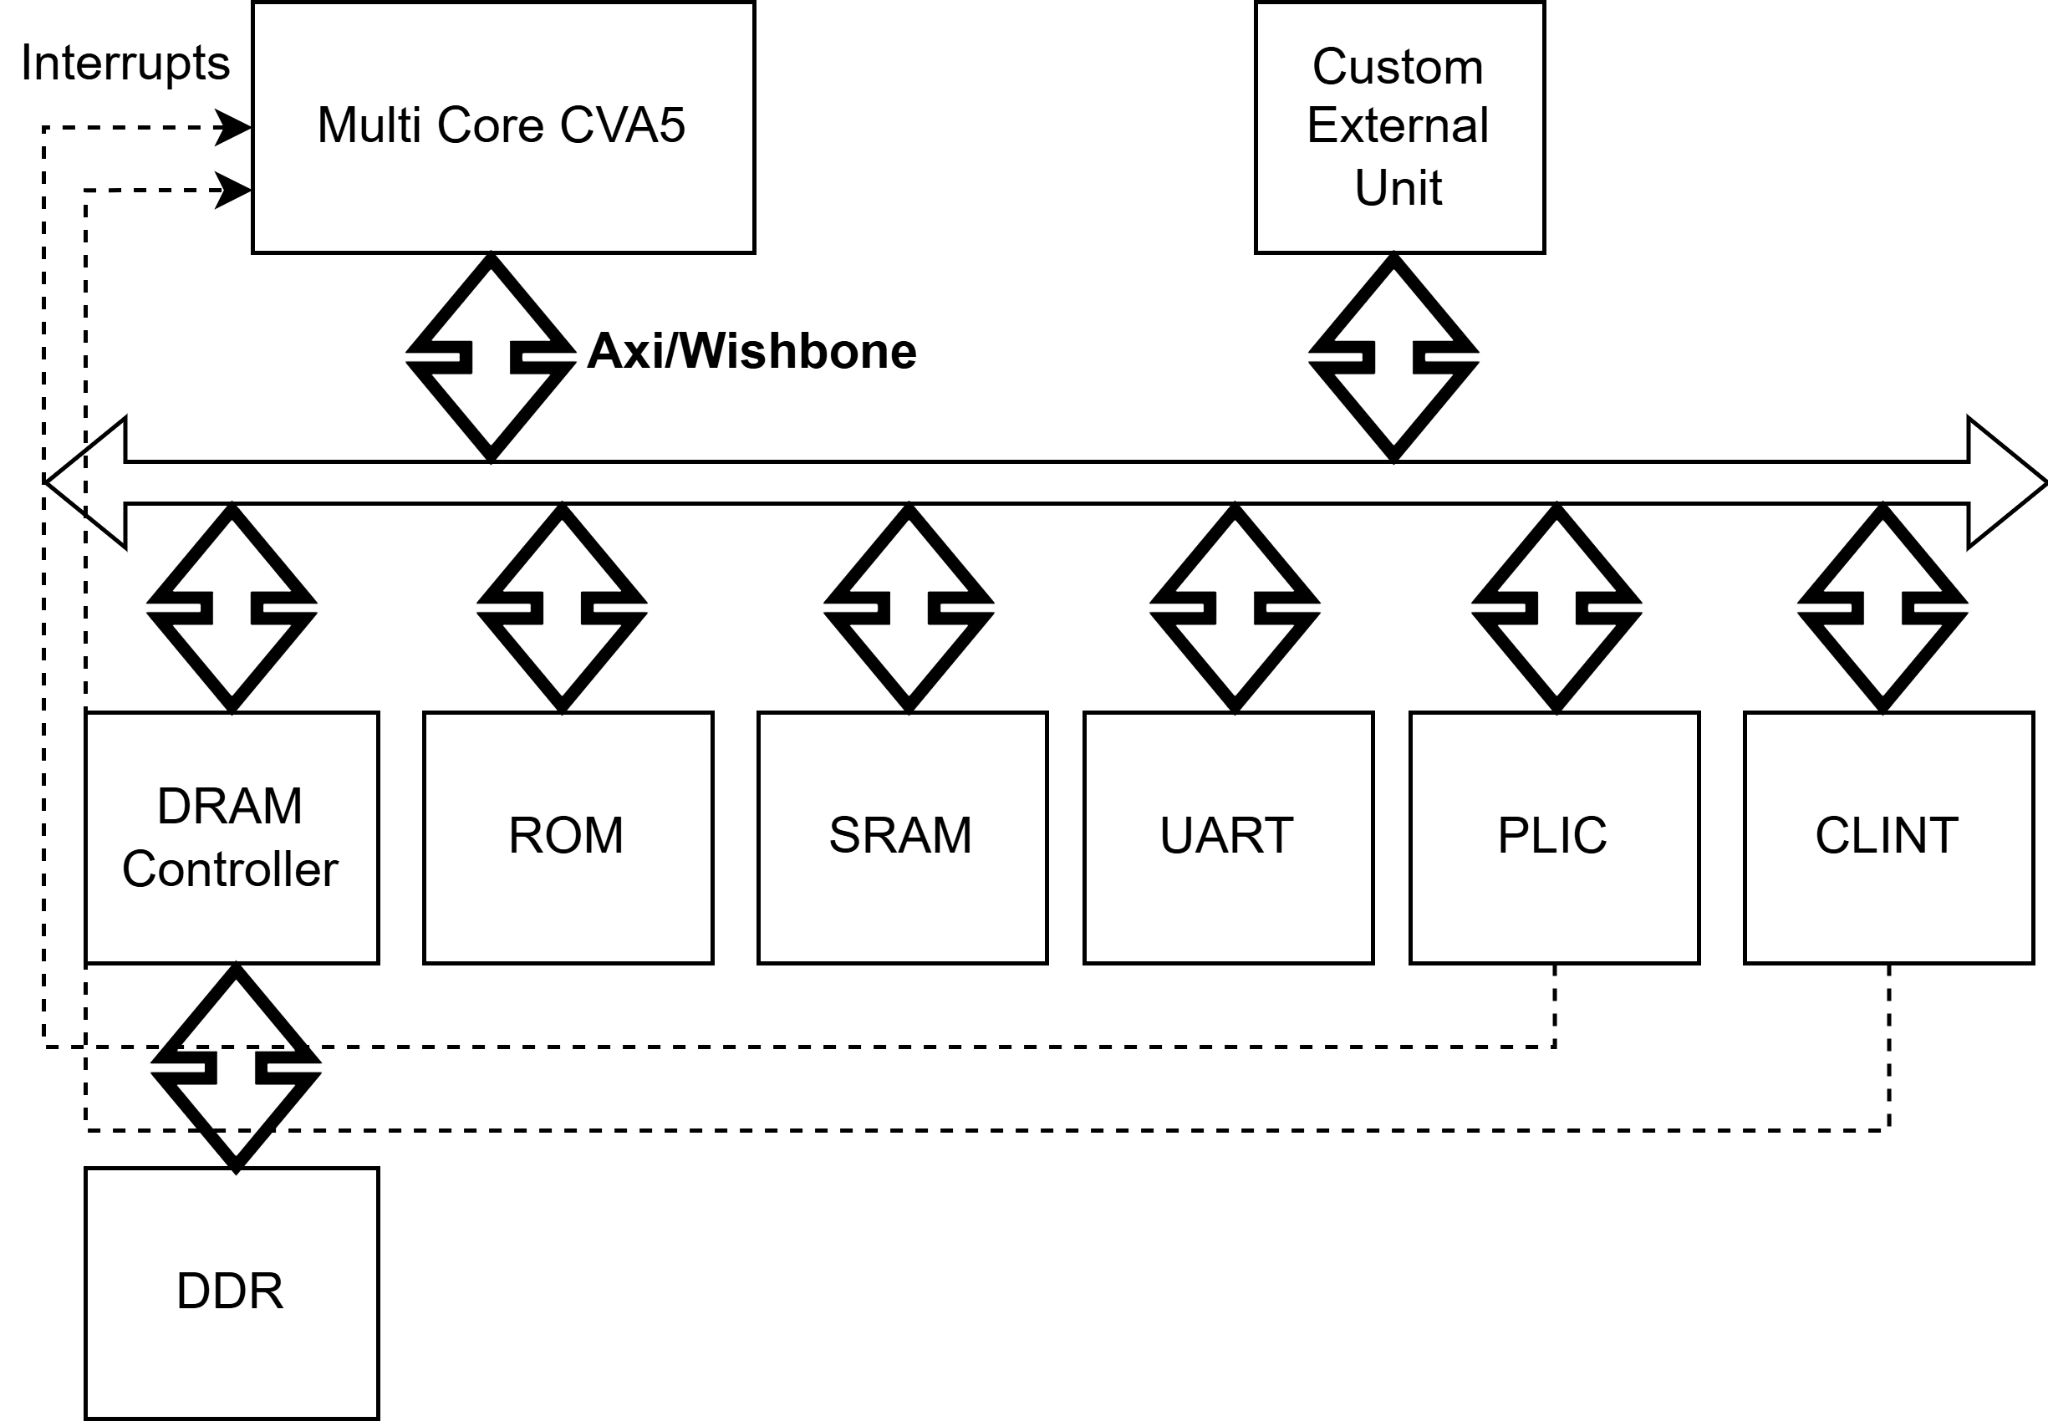 Interrupts
Multi Core CVA5
Custom
External
Unit
Axi/Wishbone
DRAM
Controller
ROM
SRAM
UART
PLIC
CLINT
DDR